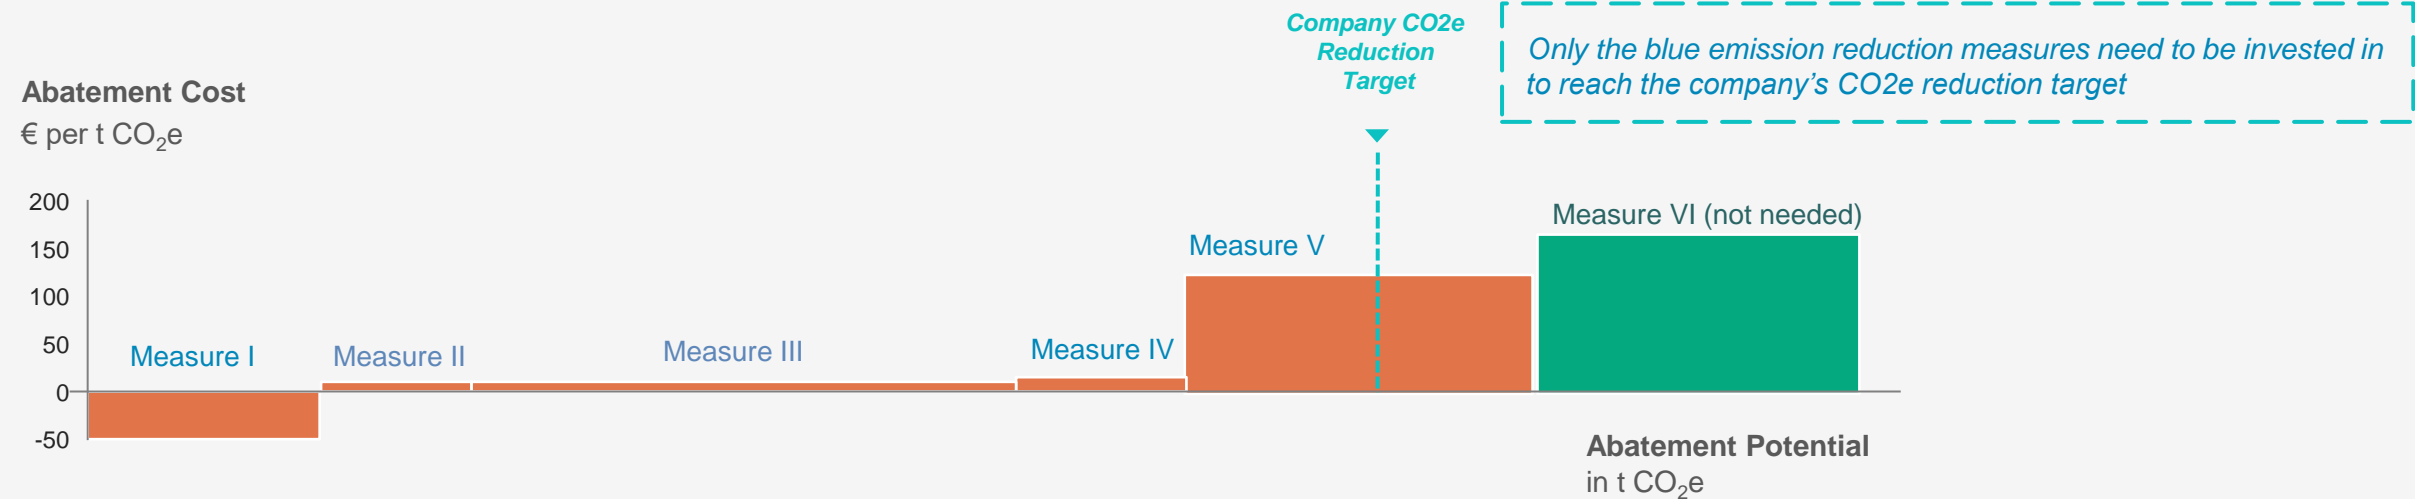 Company CO2e
Reduction
Target
Only the blue emission reduction measures need to be invested in
to reach the company’s CO2e reduction target
Abatement Cost
€ per t CO₂e
200
150
100
50
0
-50
Measure I
Measure II
Measure III
Measure IV
Measure V
Measure VI (not needed)
Abatement Potential
in t CO₂e